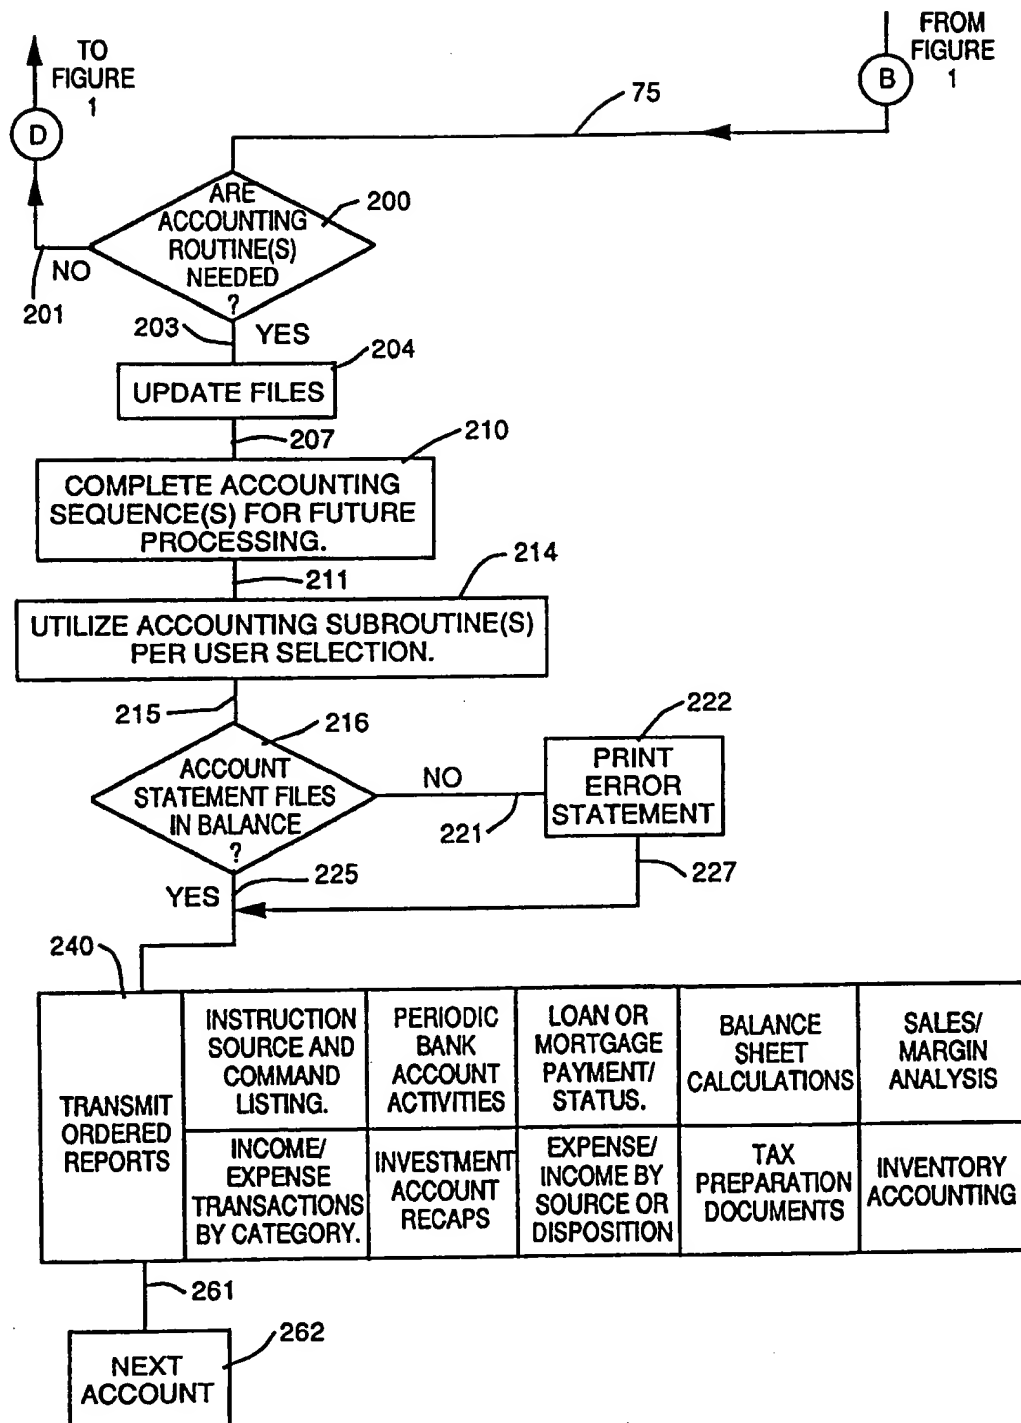 TO
FIGURE
1
D
FROM
FIGURE
1
B
75
ARE
ACCOUNTING
ROUTINE(S)
NEEDED
?
200
NO
201
203
YES
204
UPDATE FILES
207
210
COMPLETE ACCOUNTING
SEQUENCE(S) FOR FUTURE
PROCESSING.
211
214
UTILIZE ACCOUNTING SUBROUTINE(S)
PER USER SELECTION.
215
216
ACCOUNT
STATEMENT FILES
IN BALANCE
?
NO
221
222
PRINT
ERROR
STATEMENT
227
YES
225
240
TRANSMIT
ORDERED
REPORTS
INSTRUCTION
SOURCE AND
COMMAND
LISTING.
PERIODIC
BANK
ACCOUNT
ACTIVITIES
LOAN OR
MORTGAGE
PAYMENT/
STATUS.
BALANCE
SHEET
CALCULATIONS
SALES/
MARGIN
ANALYSIS
INCOME/
EXPENSE
TRANSACTIONS
BY CATEGORY.
INVESTMENT
ACCOUNT
RECAPS
EXPENSE/
INCOME BY
SOURCE OR
DISPOSITION
TAX
PREPARATION
DOCUMENTS
INVENTORY
ACCOUNTING
261
262
NEXT
ACCOUNT